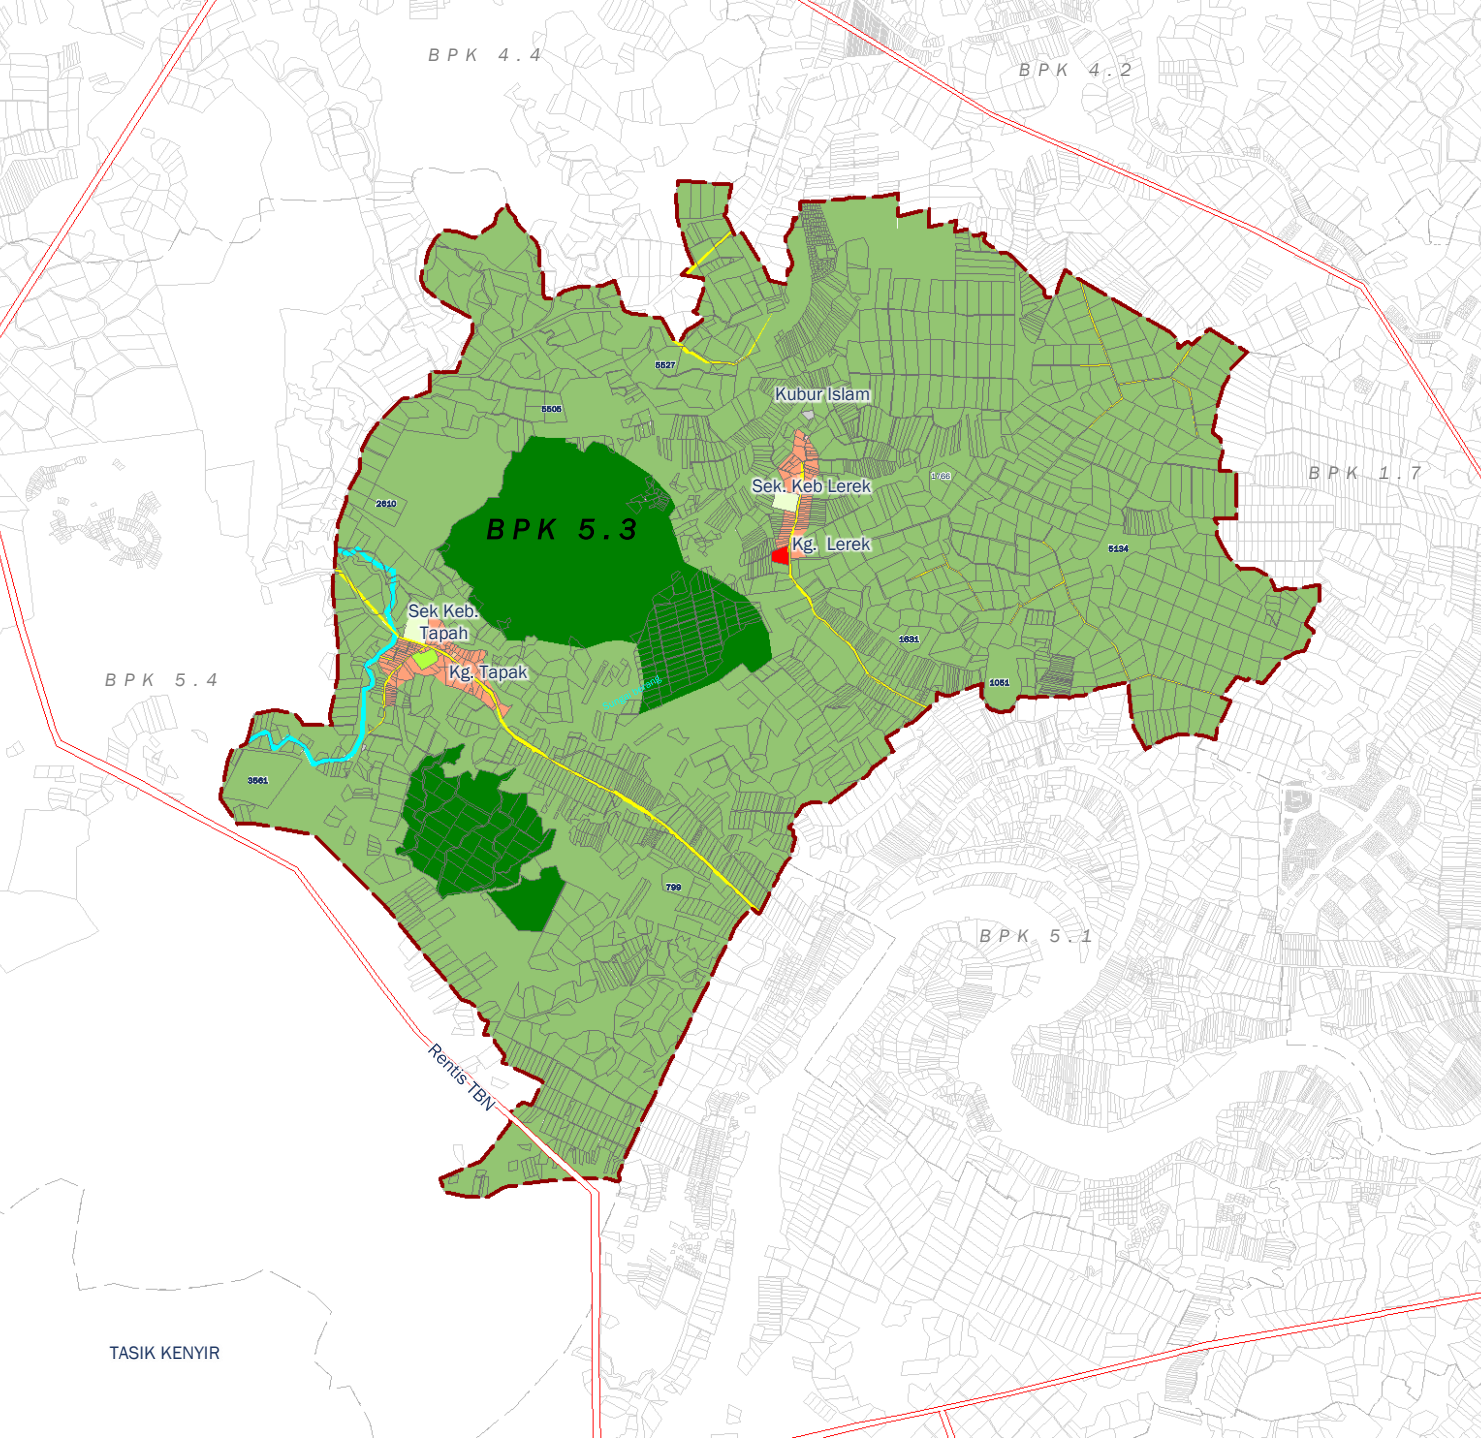 BPK 4.4
BPK 4.2
5527
Kubur Islam
5505
BPK 1.7
1766
Sek. Keb Lerek
2610
BPK 5.3
Kg. Lerek
5134
Sek Keb.
Tapah
1631
Kg. Tapak
BPK 5.4
1051
3561
799
BPK 5.1
Rentis TBN
TASIK KENYIR